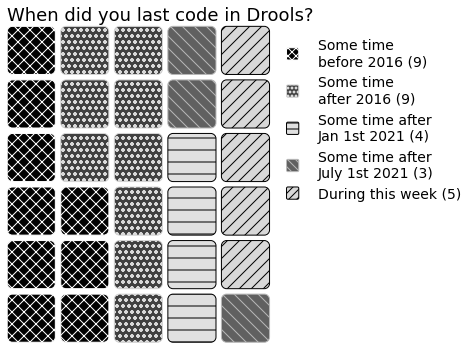 When did you last code in Drools?
Some time
before 2016 (9)
Some time
after 2016 (9)
Some time after
Jan 1st 2021 (4)
Some time after
July 1st 2021 (3)
During this week (5)